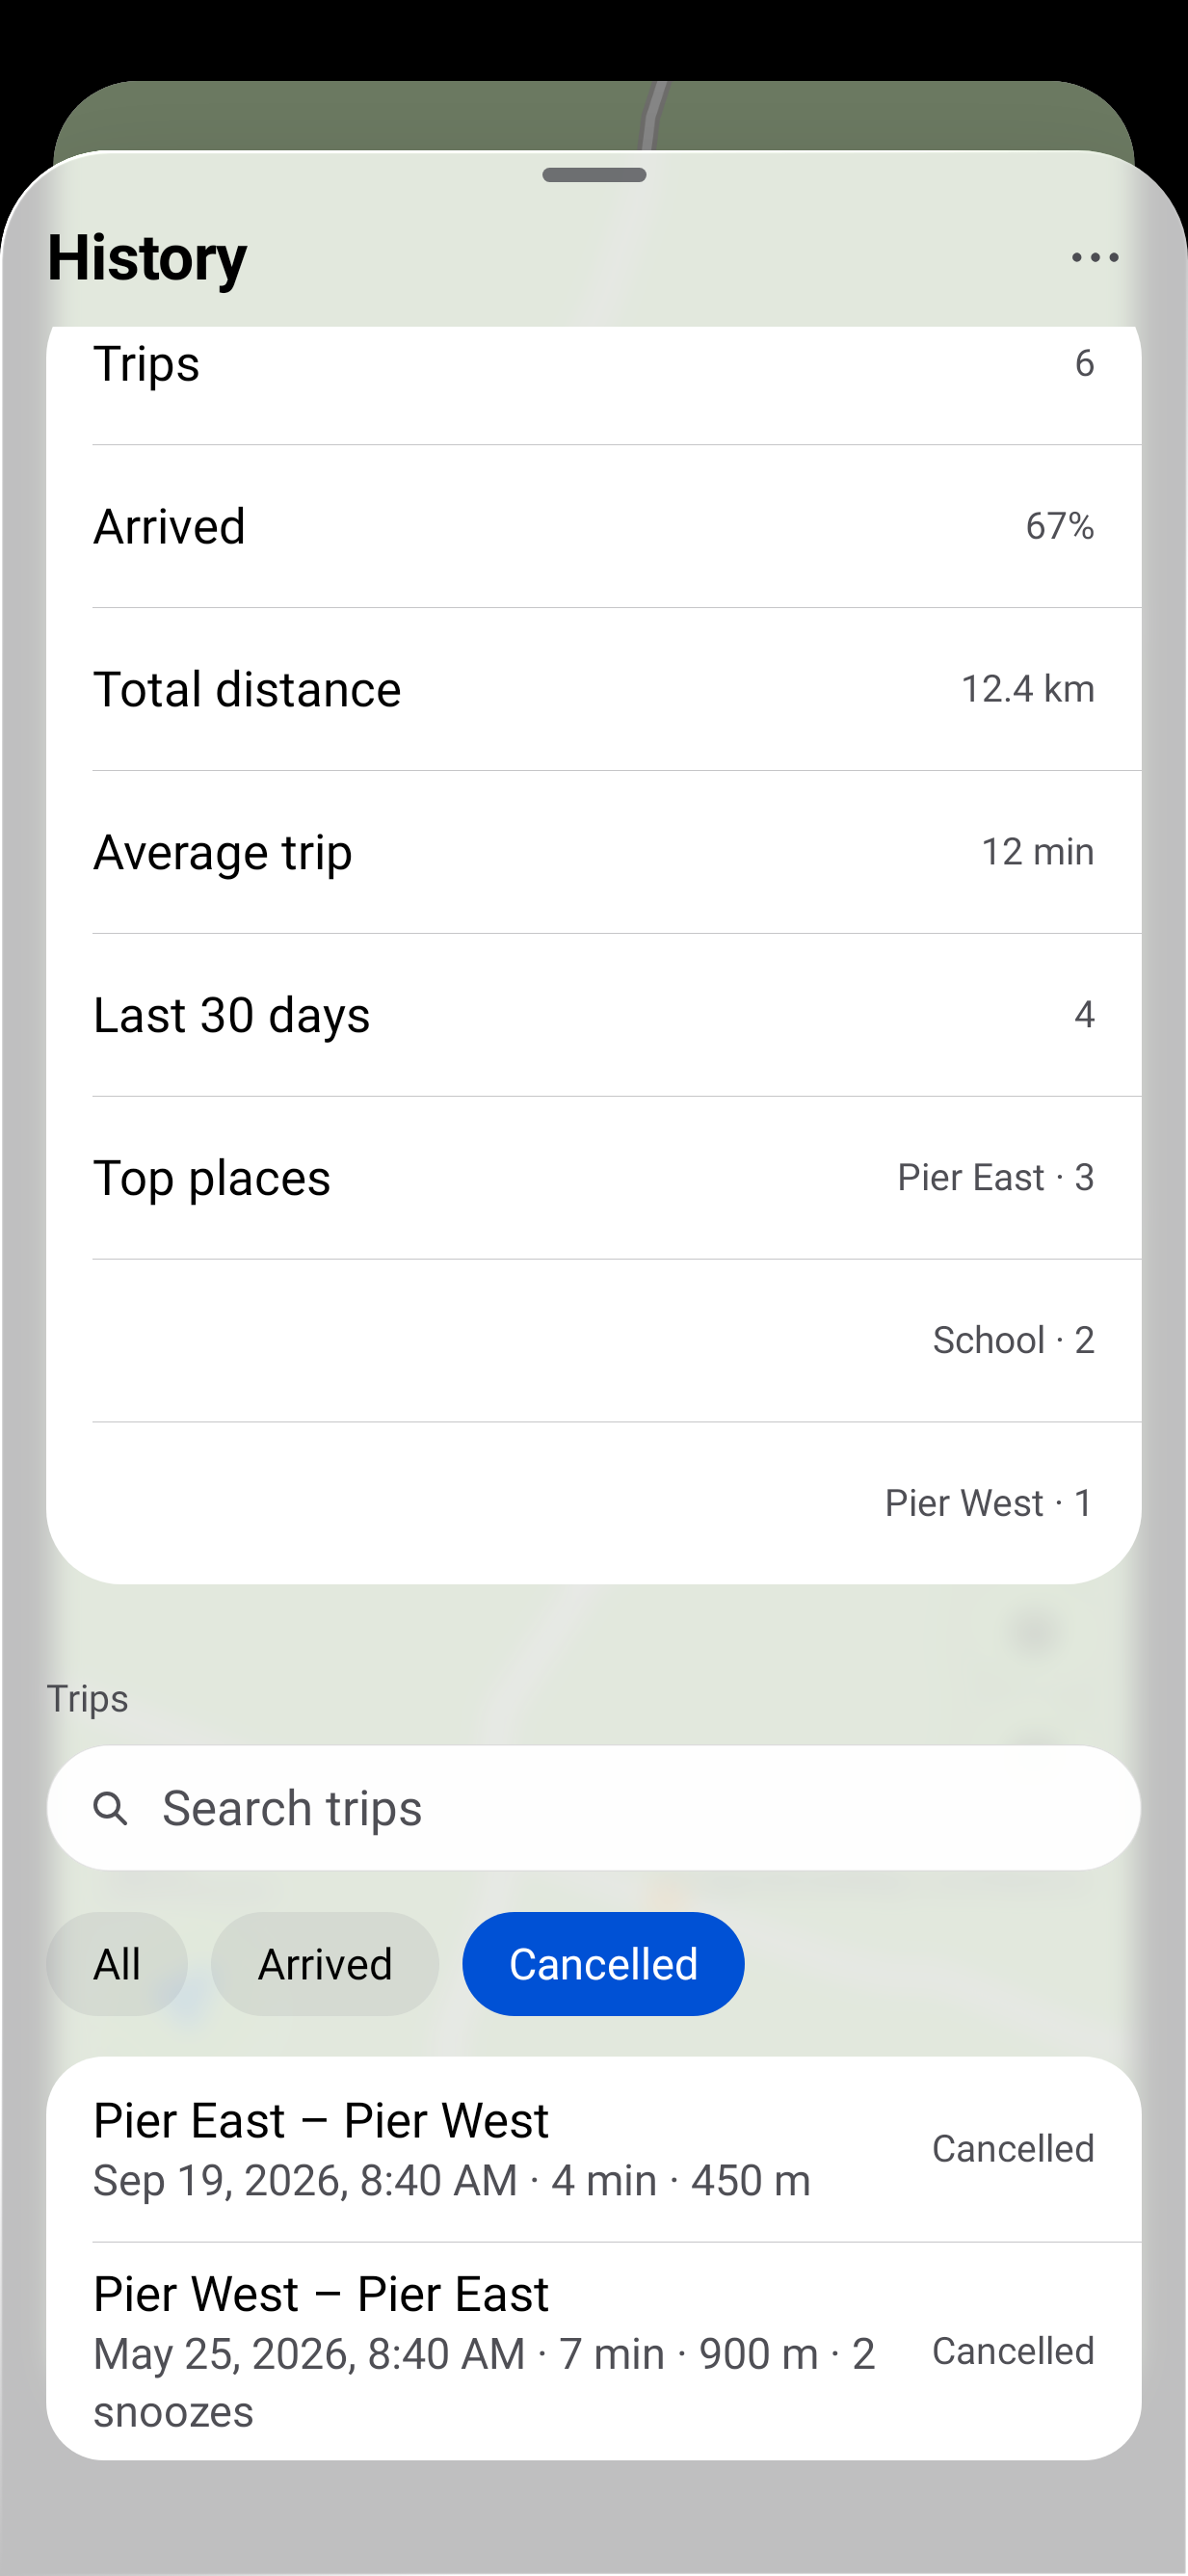 History
Trips 6
Arrived 67%
Total distance 12.4 km
Average trip 12 min
Last 30 days 4
Top places Pier East · 3
School · 2
Pier West · 1
Trips
Search trips
All Arrived Cancelled
Pier East – Pier West
Sep 19, 2026, 8:40 AM · 4 min · 450 m Cancelled
Pier West – Pier East
May 25, 2026, 8:40 AM · 7 min · 900 m · 2 Cancelled
snoozes